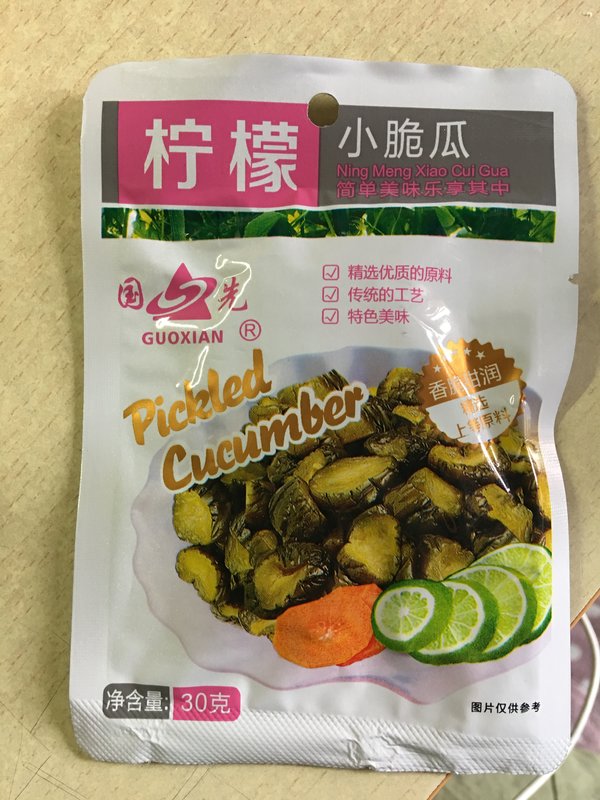 柠檬
小脆瓜
Ning Meng Xiao Cui Gua
简单美味乐享其中
国先
GUOXIAN ®
精选优质的原料
传统的工艺
特色美味
Pickled
Cucumber
香脆甜润
精选
上等原料
净含量: 30克
图片仅供参考